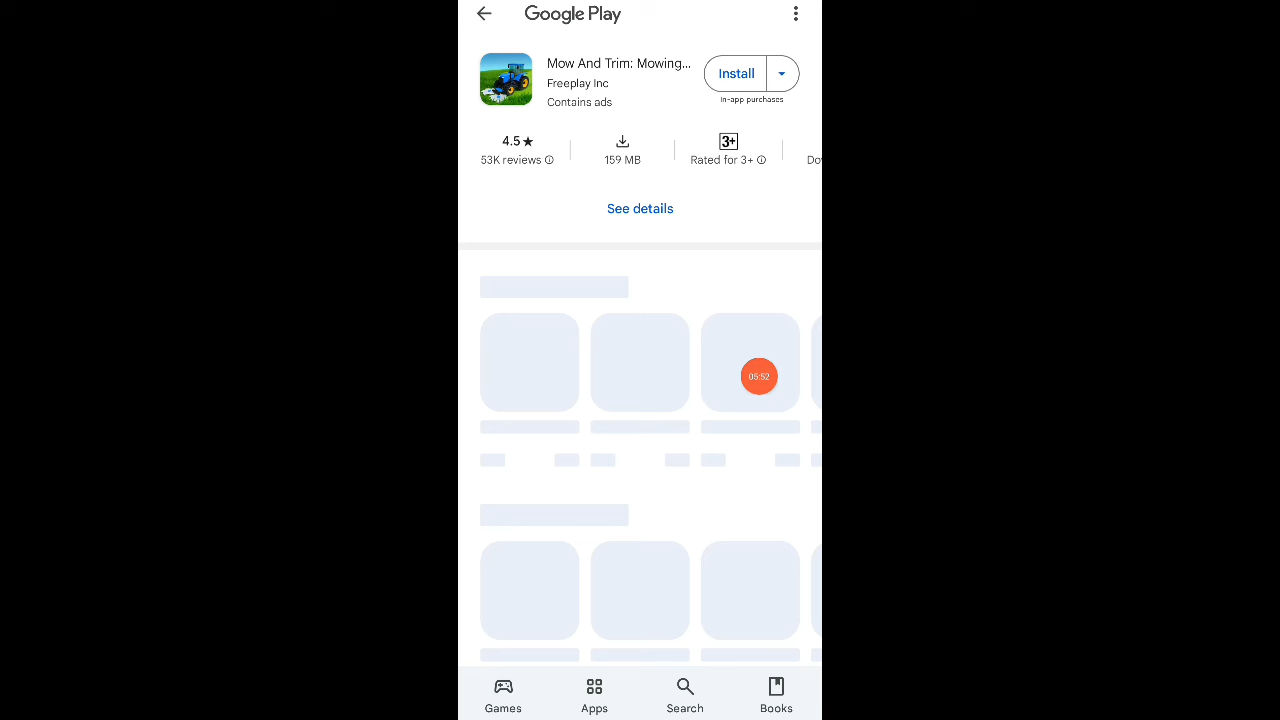 Google Play
Mow And Trim: Mowing...
Install
Freeplay Inc
Contains ads
In-app purchases
4.5★
53K reviews
159 MB
3+
Rated for 3+
Do
See details
05:52
Games
Apps
Search
Books